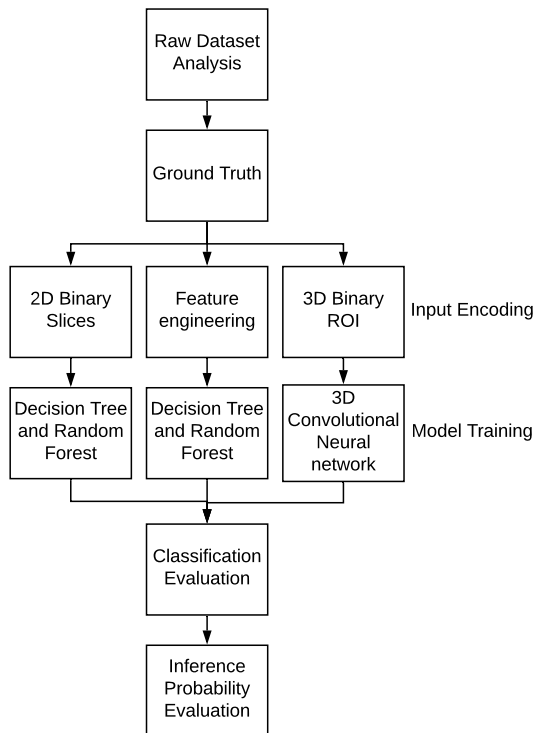 Raw Dataset
Analysis
Ground Truth
2D Binary
Slices
Feature
engineering
3D Binary
ROI
Input Encoding
Decision Tree
and Random
Forest
Decision Tree
and Random
Forest
3D
Convolutional
Neural
network
Model Training
Classification
Evaluation
Inference
Probability
Evaluation